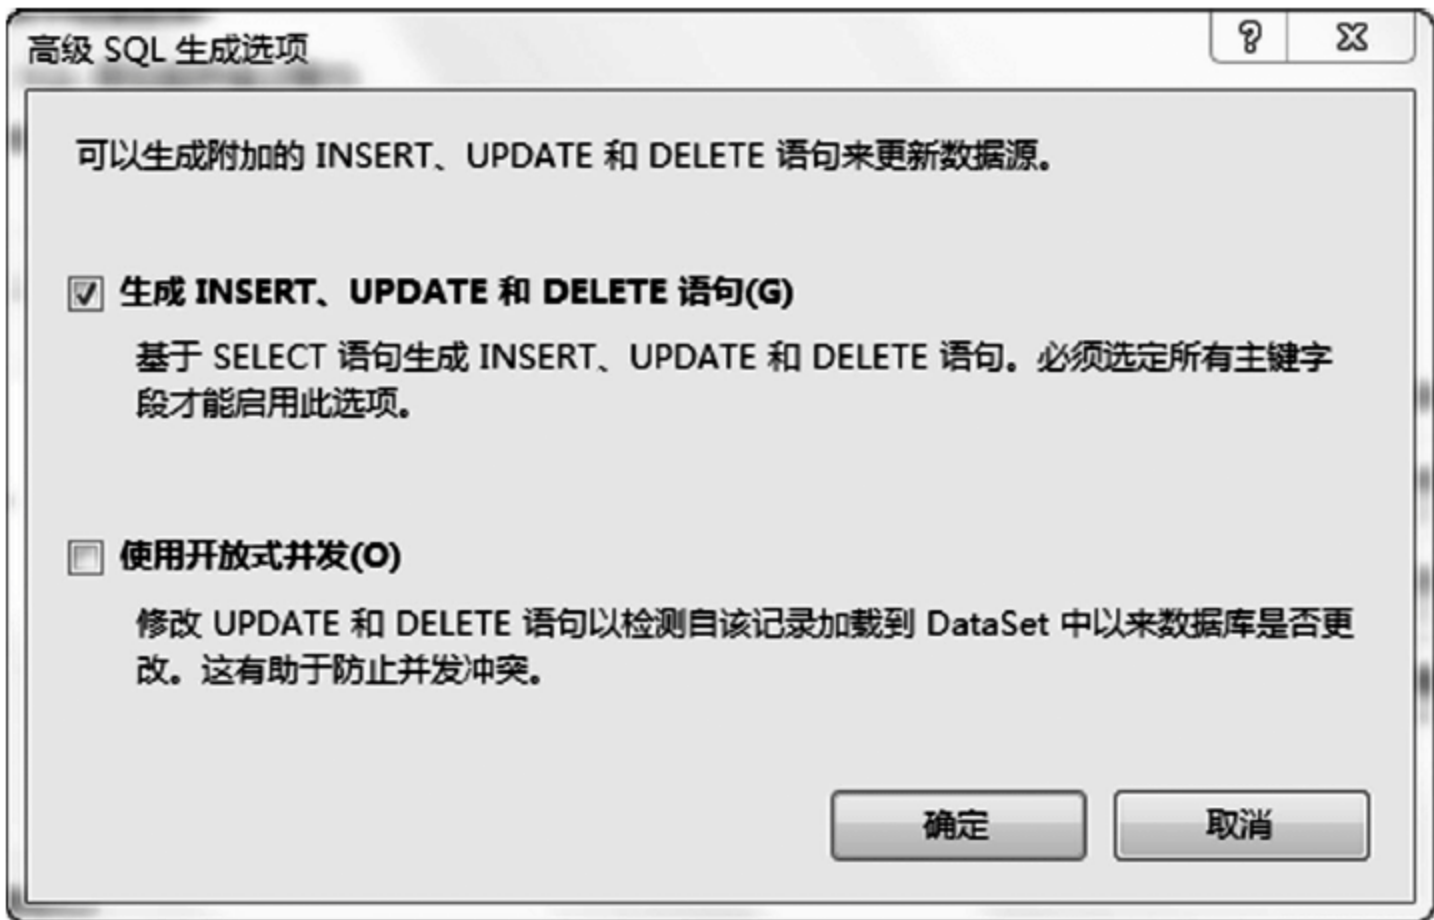 高级 SQL 生成选项
可以生成附加的 INSERT、UPDATE 和 DELETE 语句来更新数据源。
生成 INSERT、UPDATE 和 DELETE 语句(G)
基于 SELECT 语句生成 INSERT、UPDATE 和 DELETE 语句。必须选定所有主键字
段才能启用此选项。
使用开放式并发(O)
修改 UPDATE 和 DELETE 语句以检测自该记录加载到 DataSet 中以来数据库是否更
改。这有助于防止并发冲突。
确定 取消